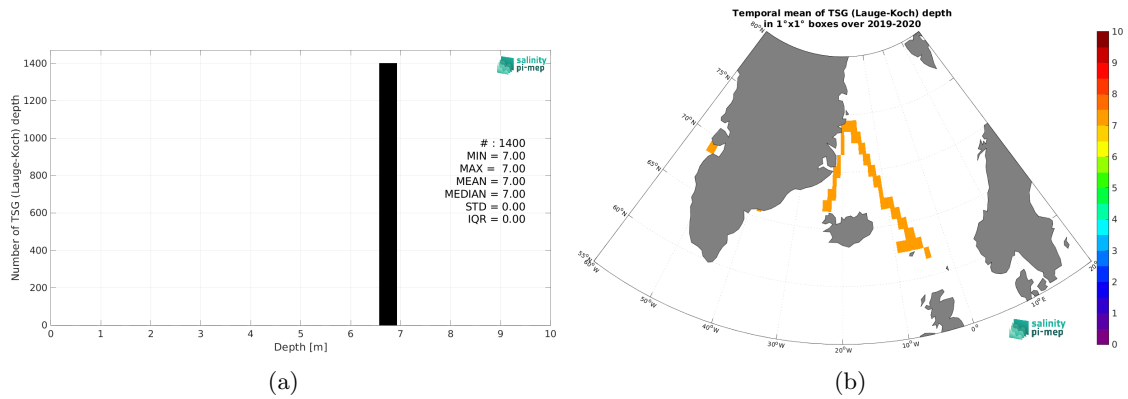 1400
1200
1000
800
600
400
200
0
Number of TSG (Lauge-Koch) depth
0 1 2 3 4 5 6 7 8 9 10
Depth [m]
salinity
pi-mep
# : 1400
MIN = 7.00
MAX = 7.00
MEAN = 7.00
MEDIAN = 7.00
STD = 0.00
IQR = 0.00
(a)
Temporal mean of TSG (Lauge-Koch) depth
in 1°x1° boxes over 2019-2020
80°N
75°N
70°N
65°N
60°N
55°N
60°W
50°W
40°W
30°W
20°W
10°W
0°
10°E
salinity
pi-mep
10
9
8
7
6
5
4
3
2
1
0
(b)